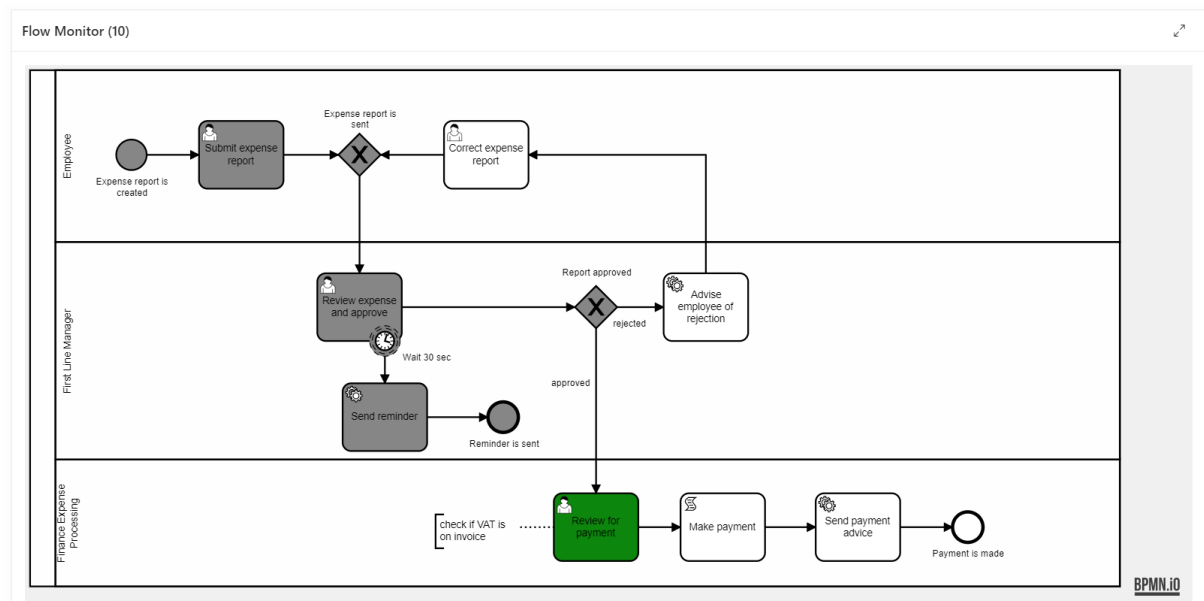 Flow Monitor (10)
Employee
Expense report is
created
Submit expense
report
Expense report is
sent
X
Correct expense
report
First Line Manager
Review expense
and approve
Wait 30 sec
Send reminder
Reminder is sent
Report approved
X
rejected
approved
Advise
employee of
rejection
Finance Expense
Processing
check if VAT is
on invoice
Review for
payment
Make payment
Send payment
advice
Payment is made
BPMN.iO